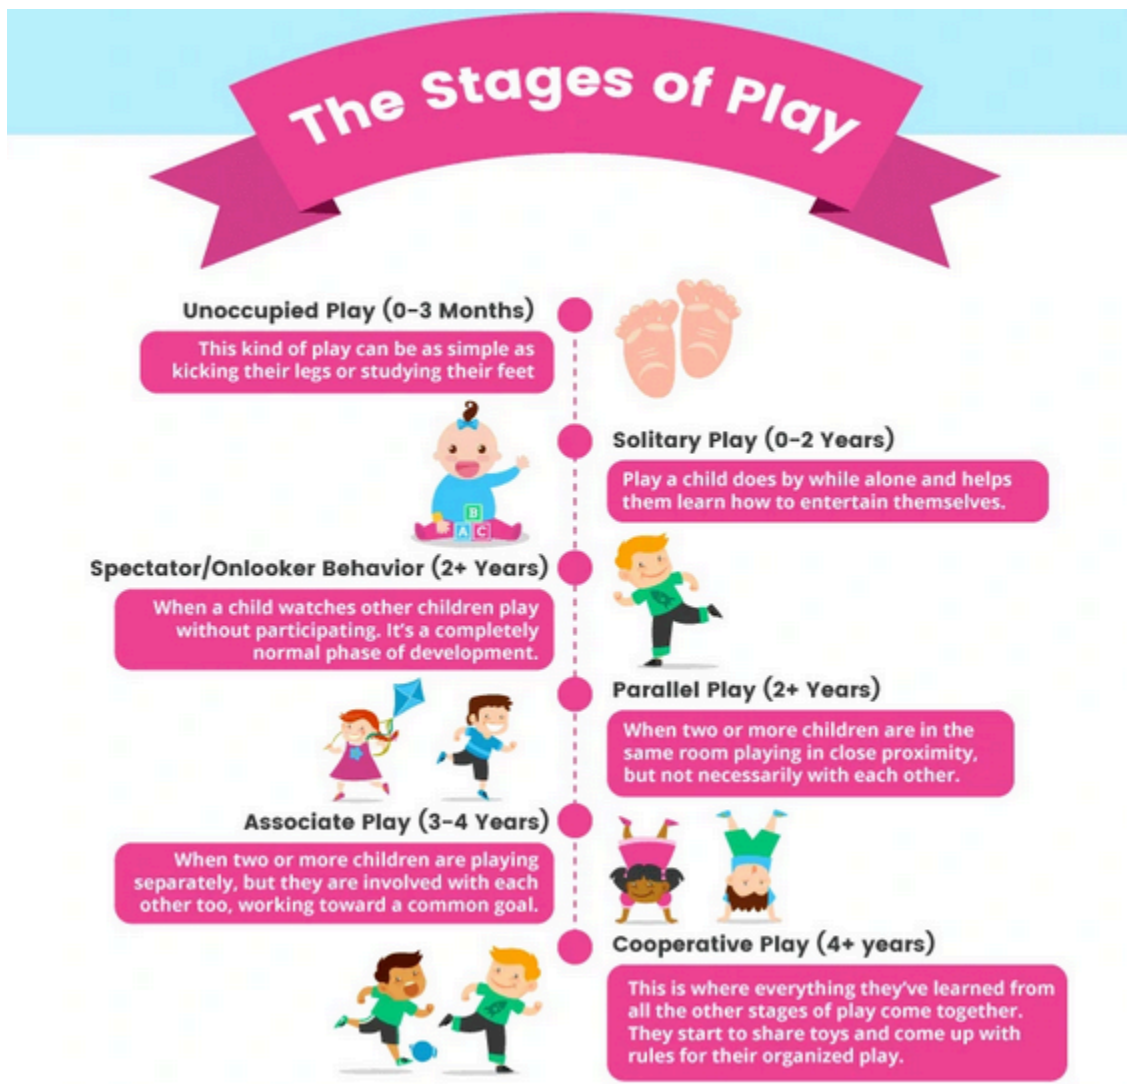 The Stages of Play
Unoccupied Play (0-3 Months)
This kind of play can be as simple as
kicking their legs or studying their feet
Solitary Play (0-2 Years)
Play a child does by while alone and helps
them learn how to entertain themselves.
B
A C
Spectator/Onlooker Behavior (2+ Years)
When a child watches other children play
without participating. It's a completely
normal phase of development.
Parallel Play (2+ Years)
When two or more children are in the
same room playing in close proximity,
but not necessarily with each other.
Associate Play (3-4 Years)
When two or more children are playing
separately, but they are involved with each
other too, working toward a common goal.
Cooperative Play (4+ years)
This is where everything they've learned from
all the other stages of play come together.
They start to share toys and come up with
rules for their organized play.